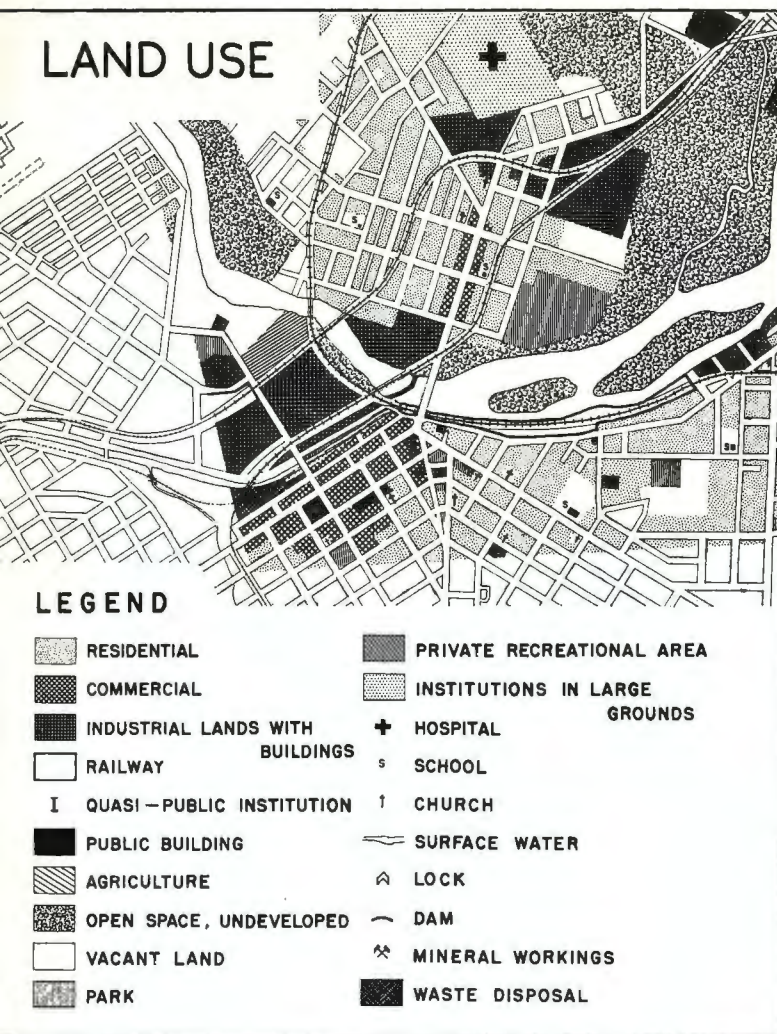 LAND USE
LEGEND
RESIDENTIAL
COMMERCIAL
INDUSTRIAL LANDS WITH
BUILDINGS
RAILWAY
I QUASI-PUBLIC INSTITUTION
PUBLIC BUILDING
AGRICULTURE
OPEN SPACE, UNDEVELOPED
VACANT LAND
PARK
PRIVATE RECREATIONAL AREA
INSTITUTIONS IN LARGE
GROUNDS
HOSPITAL
S SCHOOL
CHURCH
SURFACE WATER
LOCK
DAM
MINERAL WORKINGS
WASTE DISPOSAL
S
S
S
S
S